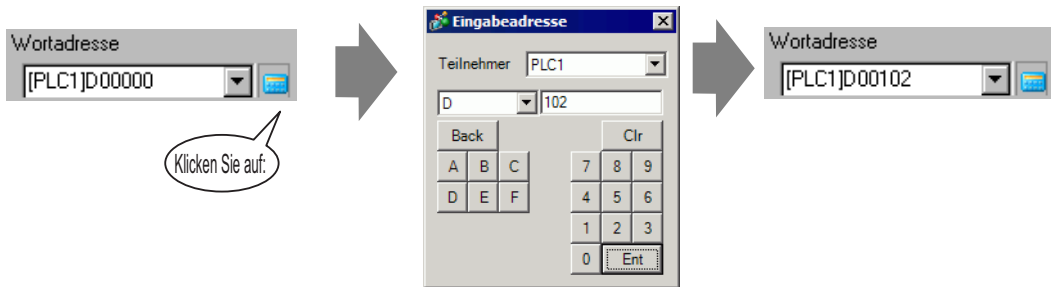 Wortadresse
[PLC1]D00000
Klicken Sie auf:
Eingabeadresse
Teilnehmer PLC1
D 102
Back Clr
A B C 7 8 9
D E F 4 5 6
1 2 3
0 Ent
Wortadresse
[PLC1]D00102